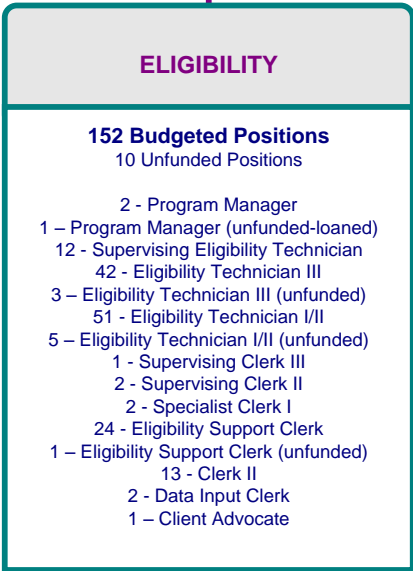 ELIGIBILITY
152 Budgeted Positions
10 Unfunded Positions
2 - Program Manager
1 – Program Manager (unfunded-loaned)
12 - Supervising Eligibility Technician
42 - Eligibility Technician III
3 – Eligibility Technician III (unfunded)
51 - Eligibility Technician I/II
5 – Eligibility Technician I/II (unfunded)
1 - Supervising Clerk III
2 - Supervising Clerk II
2 - Specialist Clerk I
24 - Eligibility Support Clerk
1 – Eligibility Support Clerk (unfunded)
13 - Clerk II
2 - Data Input Clerk
1 – Client Advocate